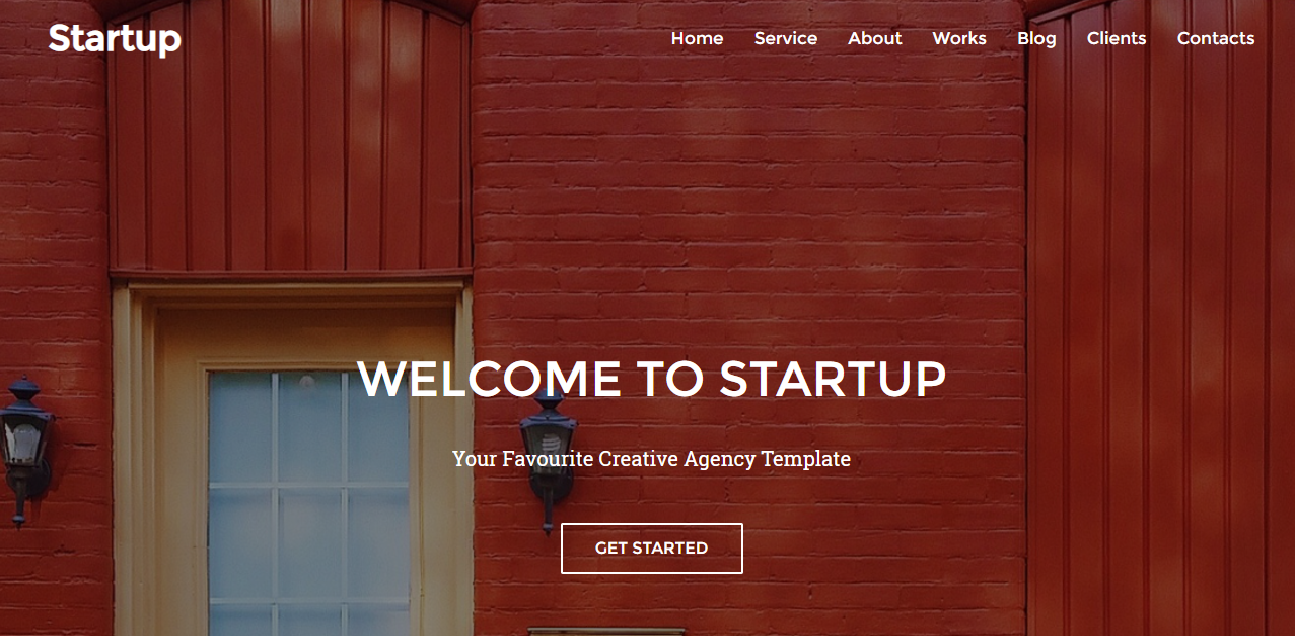 Startup
Home Service About Works Blog Clients Contacts
WELCOME TO STARTUP
Your Favourite Creative Agency Template
GET STARTED